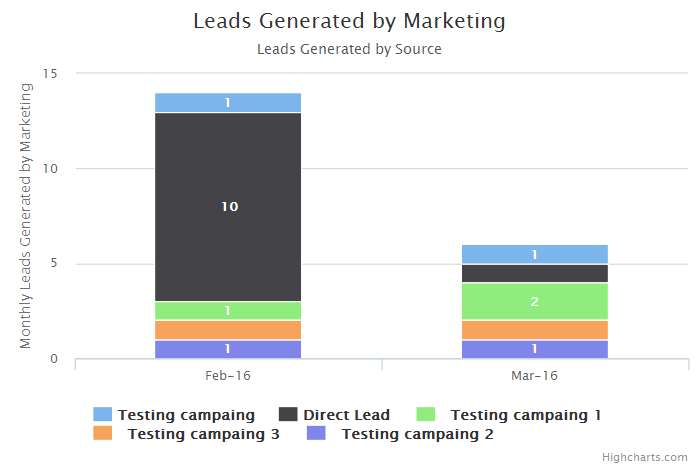 Leads Generated by Marketing
Leads Generated by Source
Monthly Leads Generated by Marketing
15
10
5
0
1
10
1
1
1
2
1
Feb-16
Mar-16
Testing campaing Direct Lead Testing campaing 1
Testing campaing 3 Testing campaing 2
Highcharts.com